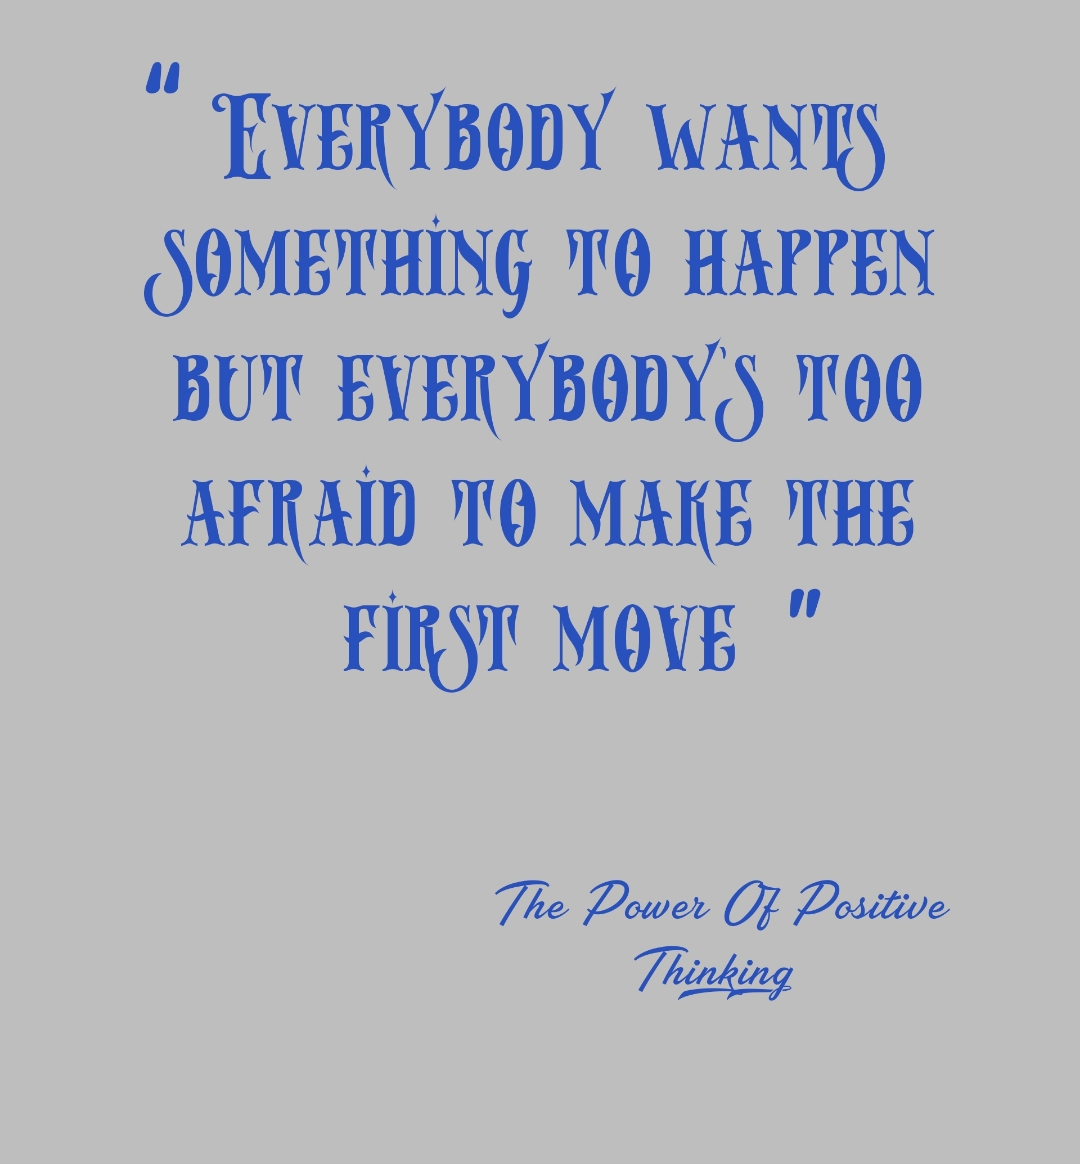 " Everybody wants
something to happen
but everybody's too
afraid to make the
first move "
The Power Of Positive
Thinking